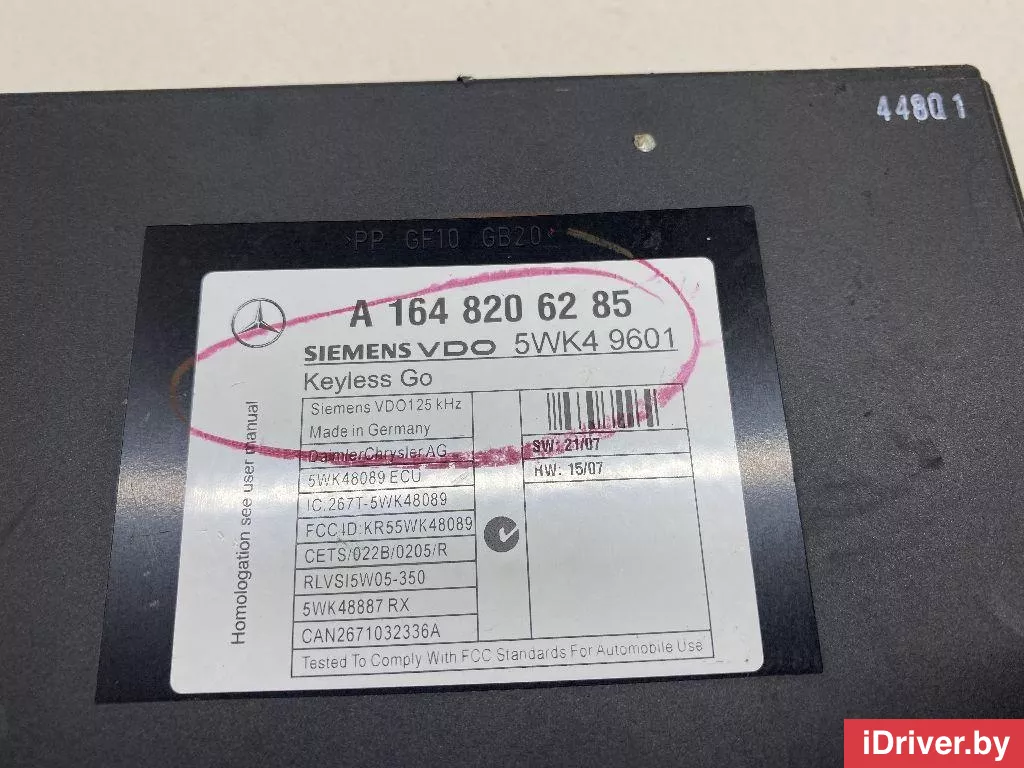 44801
>PP GF10 GB20<
A 164 820 62 85
SIEMENS VDO 5WK4 9601
Keyless Go
Siemens VDO125 kHz
Made in Germany
DaimlerChrysler AG
5WK48089 ECU
IC:267T-5WK48089
FCC ID:KR55WK48089
CETS/022B/0205/R
RLVSI5W05-350
5WK48887 RX
CAN2671032336A
SW: 21/07
HW: 15/07
Tested To Comply With FCC Standards For Automobile Use
Homologation see user manual
iDriver.by